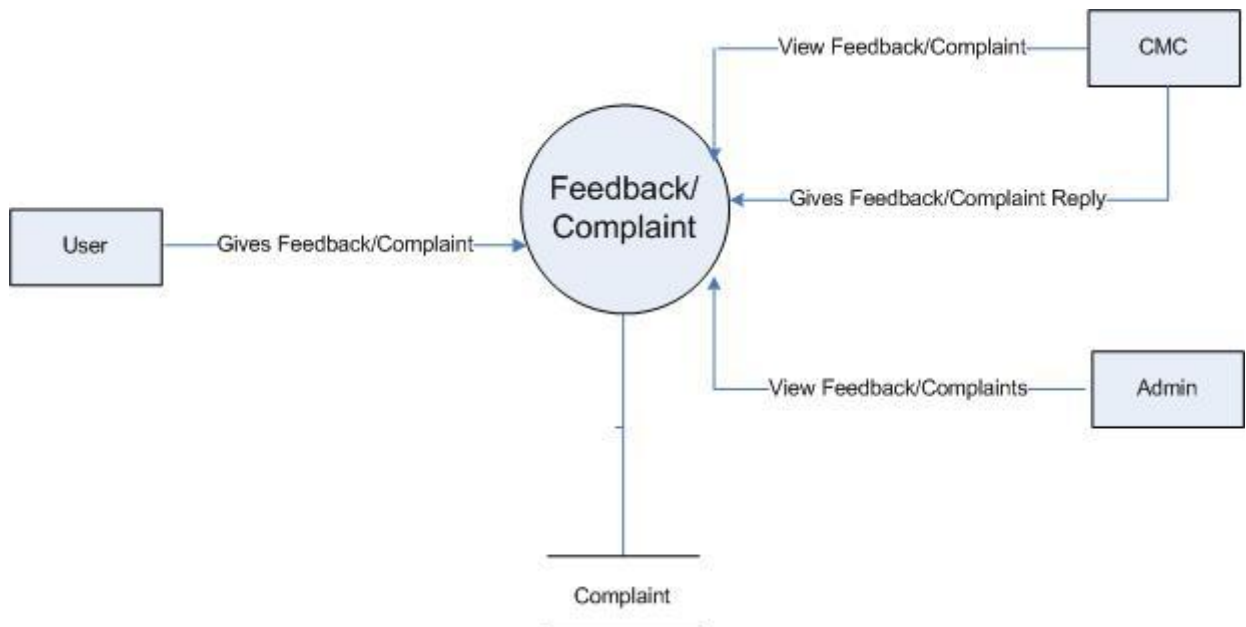 View Feedback/Complaint
CMC
Feedback/
Complaint
Gives Feedback/Complaint Reply
User
Gives Feedback/Complaint
View Feedback/Complaints
Admin
Complaint